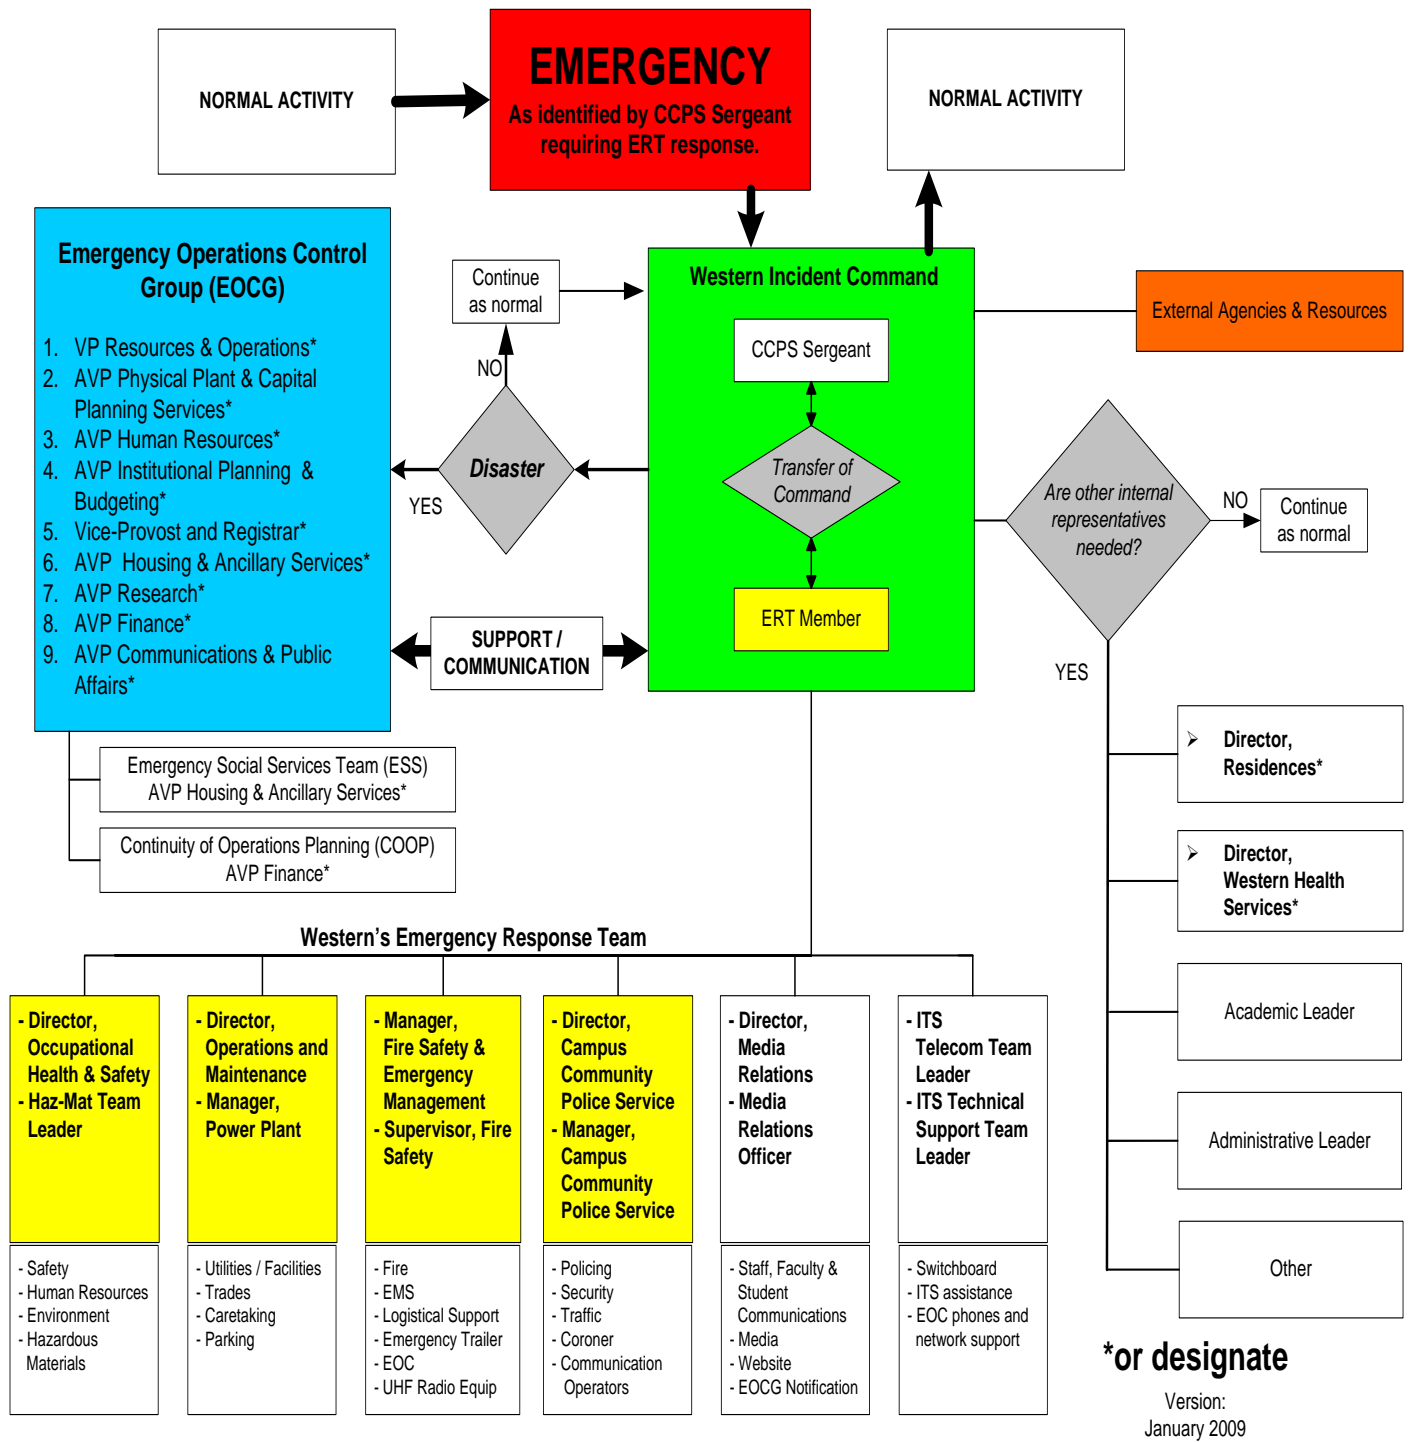 NORMAL ACTIVITY
EMERGENCY
As identified by CCPS Sergeant
requiring ERT response.
NORMAL ACTIVITY
Emergency Operations Control
Group (EOCG)
1. VP Resources & Operations*
2. AVP Physical Plant & Capital
Planning Services*
3. AVP Human Resources*
4. AVP Institutional Planning &
Budgeting*
5. Vice-Provost and Registrar*
6. AVP Housing & Ancillary Services*
7. AVP Research*
8. AVP Finance*
9. AVP Communications & Public
Affairs*
Continue
as normal
NO
Disaster
YES
SUPPORT /
COMMUNICATION
Western Incident Command
CCPS Sergeant
Transfer of
Command
ERT Member
External Agencies & Resources
Are other internal
representatives
needed?
NO
Continue
as normal
YES
Emergency Social Services Team (ESS)
AVP Housing & Ancillary Services*
Continuity of Operations Planning (COOP)
AVP Finance*
➢ Director,
Residences*
➢ Director,
Western Health
Services*
Academic Leader
Administrative Leader
Other
Western's Emergency Response Team
- Director,
Occupational
Health & Safety
- Haz-Mat Team
Leader
- Director,
Operations and
Maintenance
- Manager,
Power Plant
- Manager,
Fire Safety &
Emergency
Management
- Supervisor, Fire
Safety
- Director,
Campus
Community
Police Service
- Manager,
Campus
Community
Police Service
- Director,
Media
Relations
- Media
Relations
Officer
- ITS
Telecom Team
Leader
- ITS Technical
Support Team
Leader
- Safety
- Human Resources
- Environment
- Hazardous
Materials
- Utilities / Facilities
- Trades
- Caretaking
- Parking
- Fire
- EMS
- Logistical Support
- Emergency Trailer
- EOC
- UHF Radio Equip
- Policing
- Security
- Traffic
- Coroner
- Communication
Operators
- Staff, Faculty &
Student
Communications
- Media
- Website
- EOCG Notification
- Switchboard
- ITS assistance
- EOC phones and
network support
*or designate
Version:
January 2009